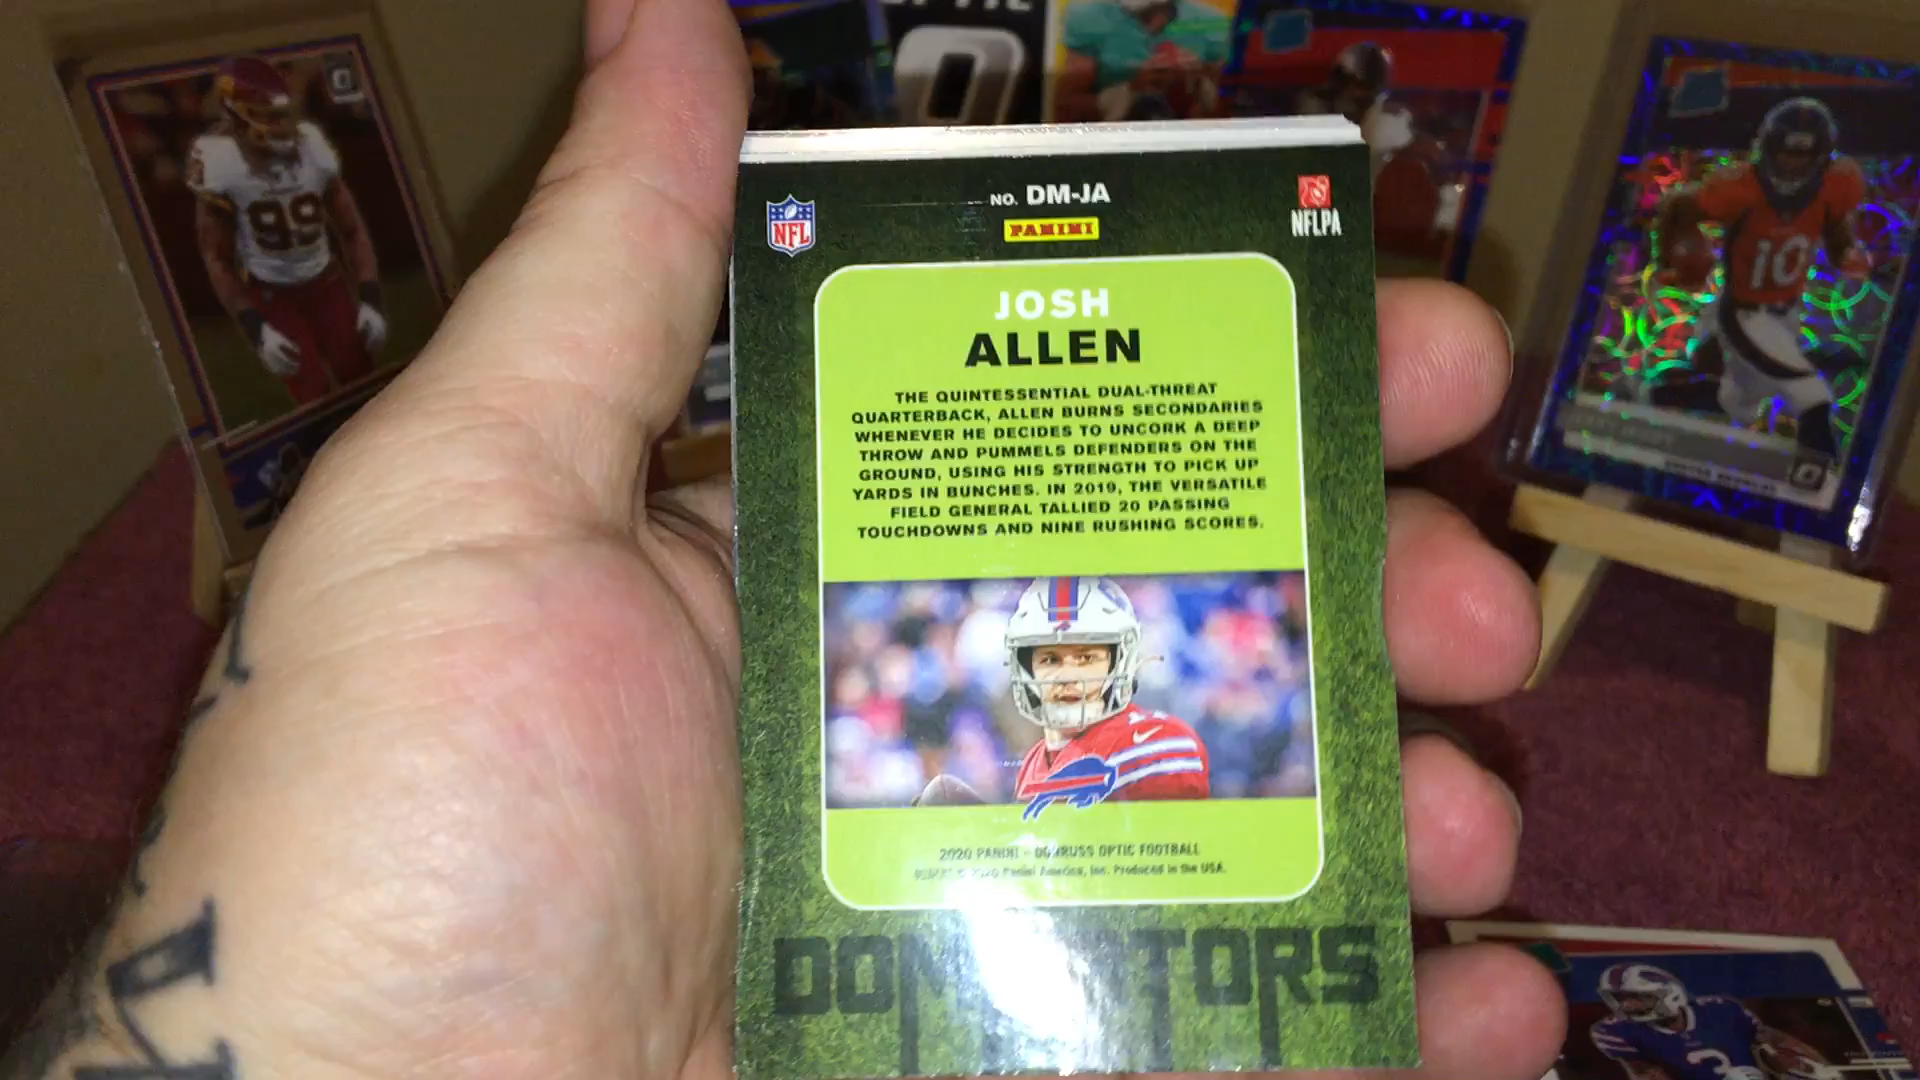 NO. DM-JA
PANINI
NFL
NFLPA
JOSH
ALLEN
THE QUINTESSENTIAL DUAL-THREAT
QUARTERBACK, ALLEN BURNS SECONDARIES
WHENEVER HE DECIDES TO UNCORK A DEEP
THROW AND PUMMELS DEFENDERS ON THE
GROUND, USING HIS STRENGTH TO PICK UP
YARDS IN BUNCHES. IN 2019, THE VERSATILE
FIELD GENERAL TALLIED 20 PASSING
TOUCHDOWNS AND NINE RUSHING SCORES.
2020 PANINI - DONRUSS OPTIC FOOTBALL
2020 Panini America, Inc. Produced in the USA.
99
10
3